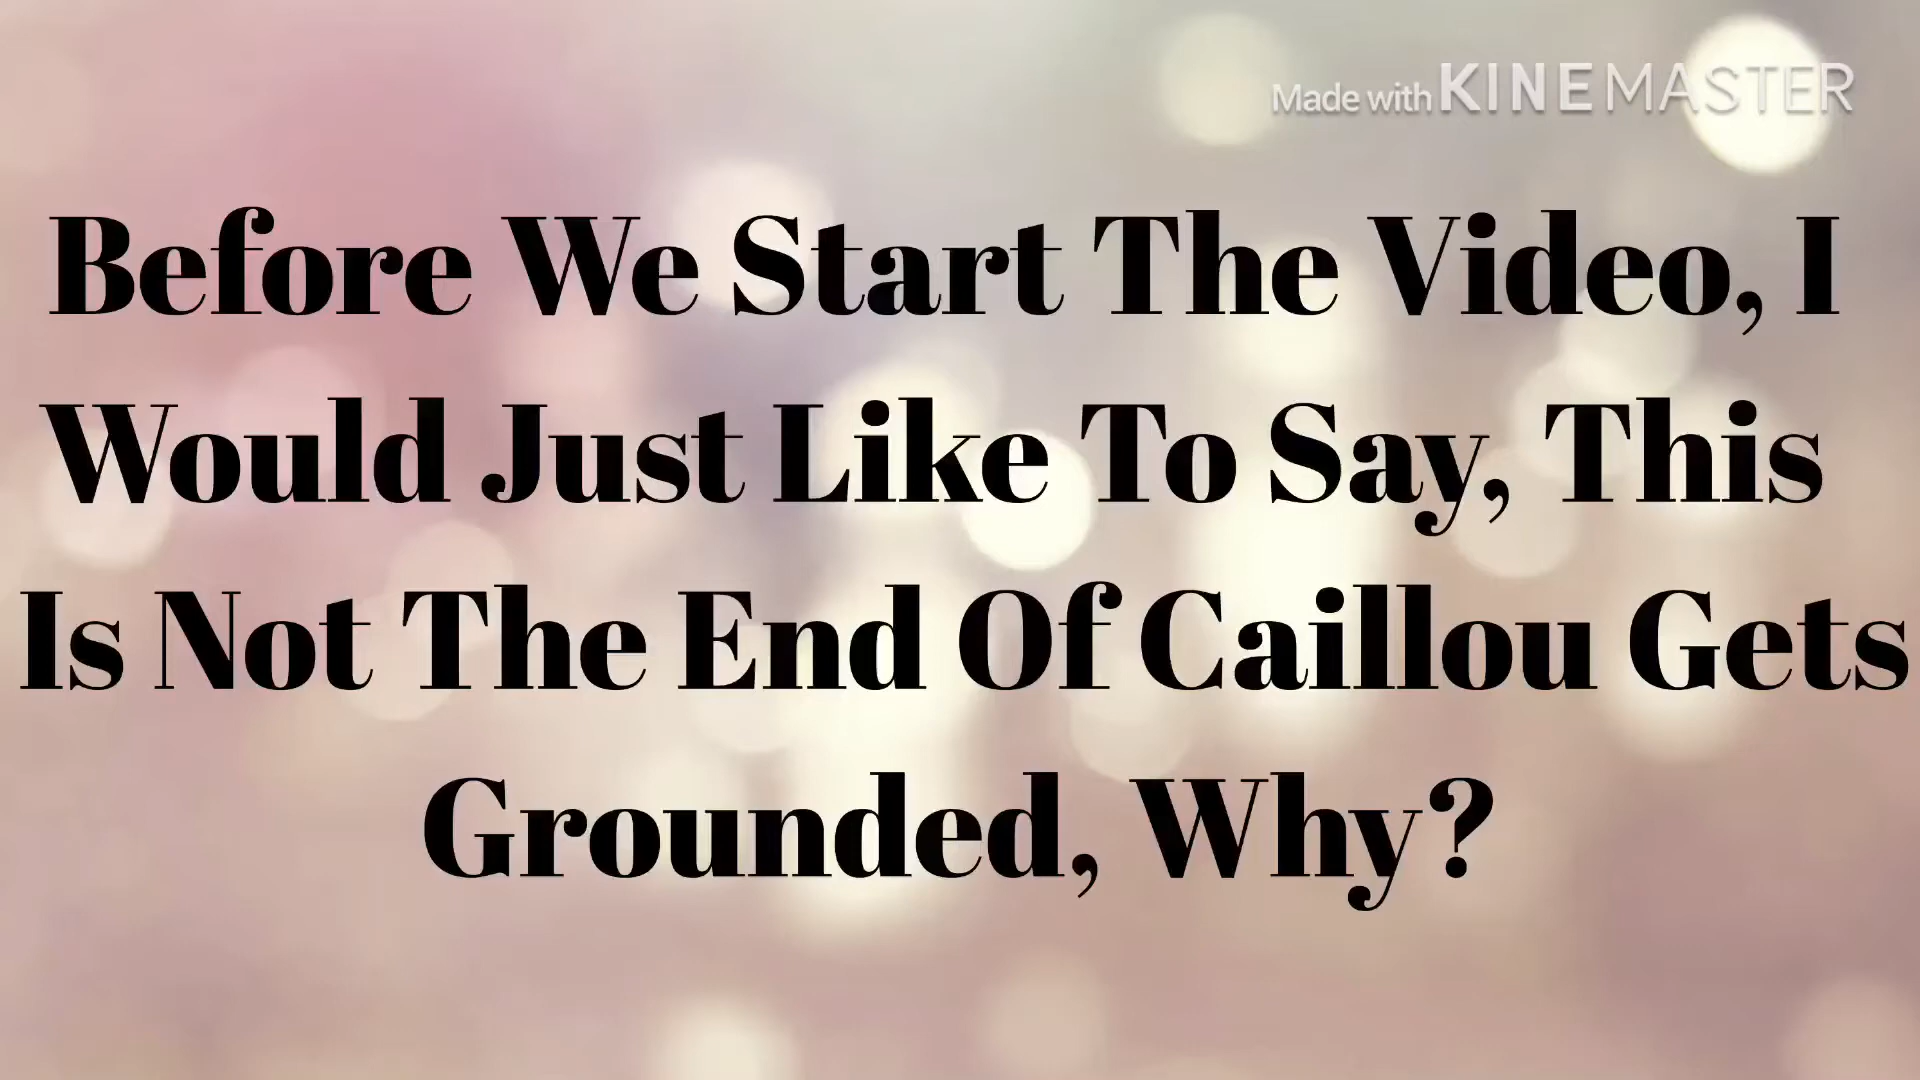 Made with KINEMASTER
Before We Start The Video, I
Would Just Like To Say, This
Is Not The End Of Caillou Gets
Grounded, Why?